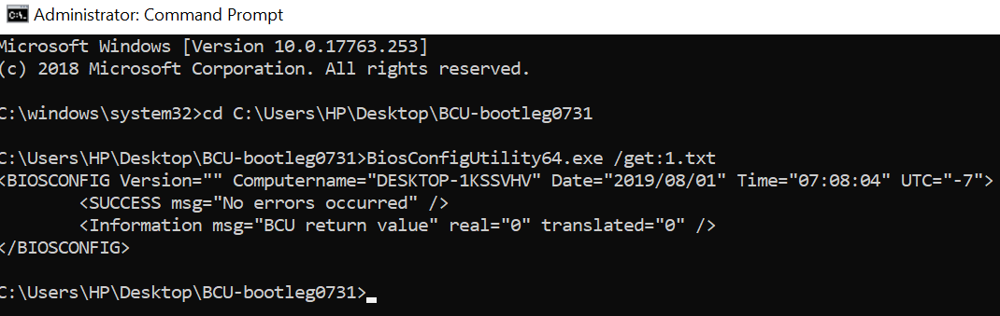 Administrator: Command Prompt
Microsoft Windows [Version 10.0.17763.253]
(c) 2018 Microsoft Corporation. All rights reserved.
C:\windows\system32>cd C:\Users\HP\Desktop\BCU-bootleg0731
C:\Users\HP\Desktop\BCU-bootleg0731>BiosConfigUtility64.exe /get:1.txt
<BIOSCONFIG Version="" Computername="DESKTOP-1KSSVHV" Date="2019/08/01" Time="07:08:04" UTC="-7">
<SUCCESS msg="No errors occurred" />
<Information msg="BCU return value" real="0" translated="0" />
</BIOSCONFIG>
C:\Users\HP\Desktop\BCU-bootleg0731>